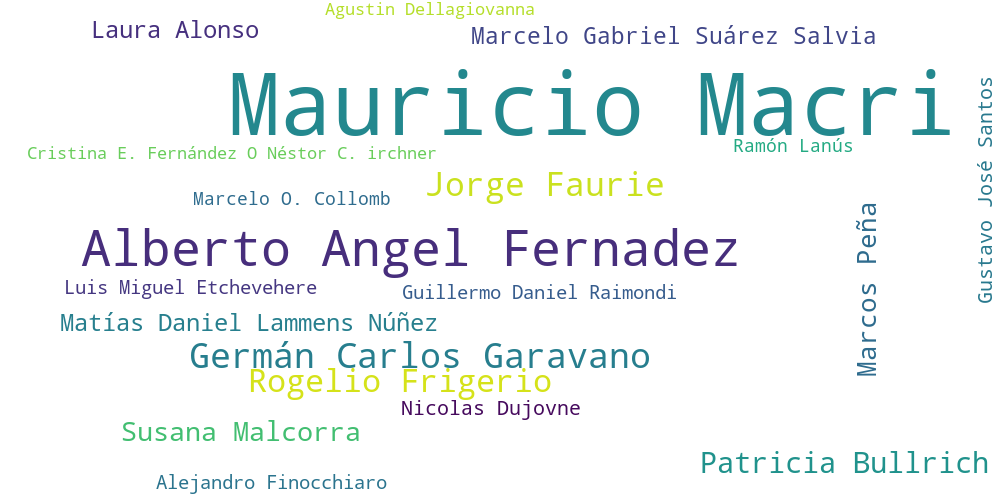 Agustin Dellagiovanna
Laura Alonso
Marcelo Gabriel Suárez Salvia
Mauricio Macri
Ramón Lanús
Cristina E. Fernández O Néstor C. irchner
Gustavo José Santos
Jorge Faurie
Marcelo O. Collomb
Alberto Angel Fernadez
Marcos Peña
Luis Miguel Etchevehere
Guillermo Daniel Raimondi
Matías Daniel Lammens Núñez
Germán Carlos Garavano
Rogelio Frigerio
Nicolas Dujovne
Susana Malcorra
Patricia Bullrich
Alejandro Finocchiaro